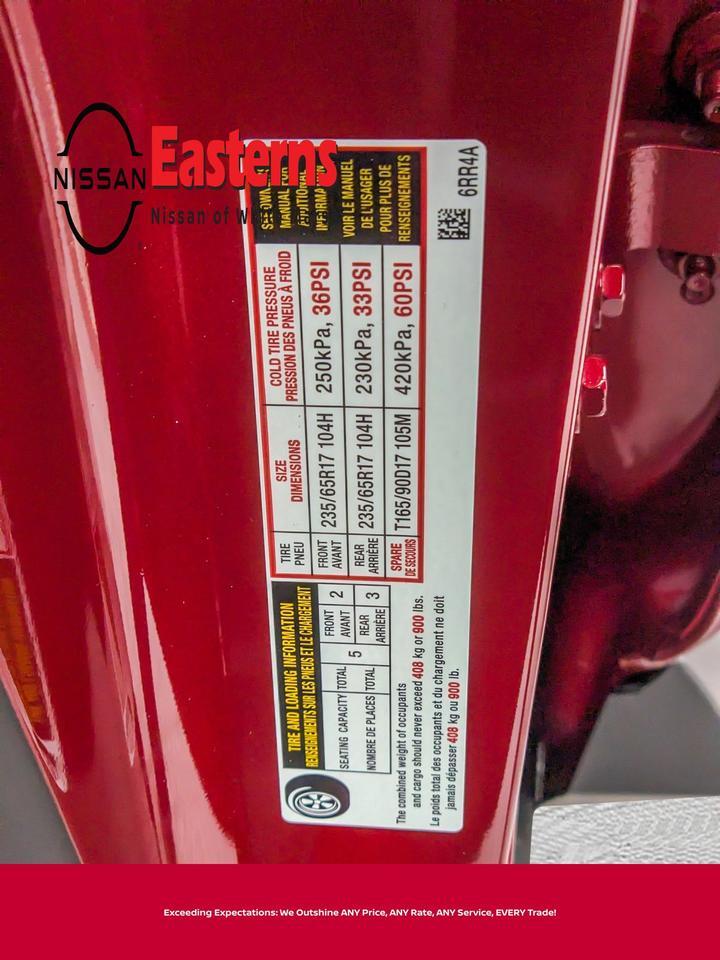 NISSAN
Easterns
Nissan of
TIRE AND LOADING INFORMATION
RENSEIGNEMENTS SUR LES PNEUS ET LE CHARGEMENT
SEATING CAPACITY TOTAL 5 FRONT 2
AVANT
NOMBRE DE PLACES TOTAL REAR 3
ARRIÈRE
The combined weight of occupants
and cargo should never exceed 408 kg or 900 lbs.
Le poids total des occupants et du chargement ne doit
jamais dépasser 408 kg ou 900 lb.
TIRE
PNEU
SIZE
DIMENSIONS
COLD TIRE PRESSURE
PRESSION DES PNEUS À FROID
FRONT
AVANT
235/65R17 104H
250kPa, 36PSI
REAR
ARRIÈRE
235/65R17 104H
230kPa, 33PSI
SPARE
DE SECOURS
T165/90D17 105M
420kPa, 60PSI
MANUAL
VOIR LE MANUEL
DE L'USAGER
POUR PLUS DE
RENSEIGNEMENTS
6RR4A
Exceeding Expectations: We Outshine ANY Price, ANY Rate, ANY Service, EVERY Trade!